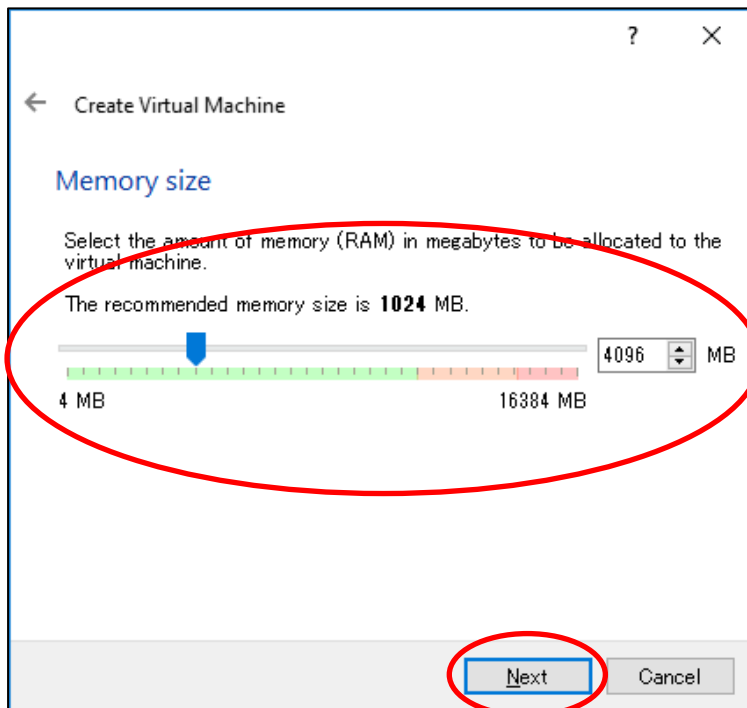 ?
Create Virtual Machine
Memory size
Select the amount of memory (RAM) in megabytes to be allocated to the
virtual machine.
The recommended memory size is 1024 MB.
4096 MB
4 MB 16384 MB
Next Cancel